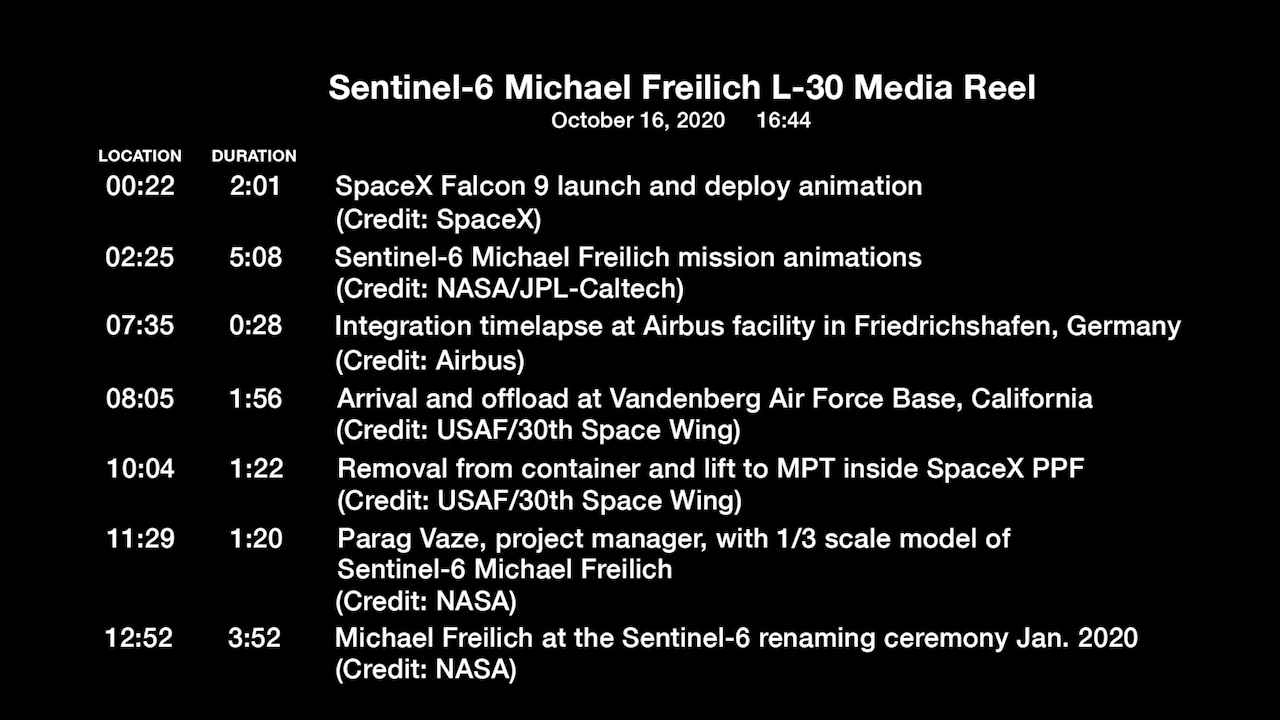 Sentinel-6 Michael Freilich L-30 Media Reel
October 16, 2020 16:44
LOCATION DURATION
00:22 2:01 SpaceX Falcon 9 launch and deploy animation
(Credit: SpaceX)
02:25 5:08 Sentinel-6 Michael Freilich mission animations
(Credit: NASA/JPL-Caltech)
07:35 0:28 Integration timelapse at Airbus facility in Friedrichshafen, Germany
(Credit: Airbus)
08:05 1:56 Arrival and offload at Vandenberg Air Force Base, California
(Credit: USAF/30th Space Wing)
10:04 1:22 Removal from container and lift to MPT inside SpaceX PPF
(Credit: USAF/30th Space Wing)
11:29 1:20 Parag Vaze, project manager, with 1/3 scale model of
Sentinel-6 Michael Freilich
(Credit: NASA)
12:52 3:52 Michael Freilich at the Sentinel-6 renaming ceremony Jan. 2020
(Credit: NASA)